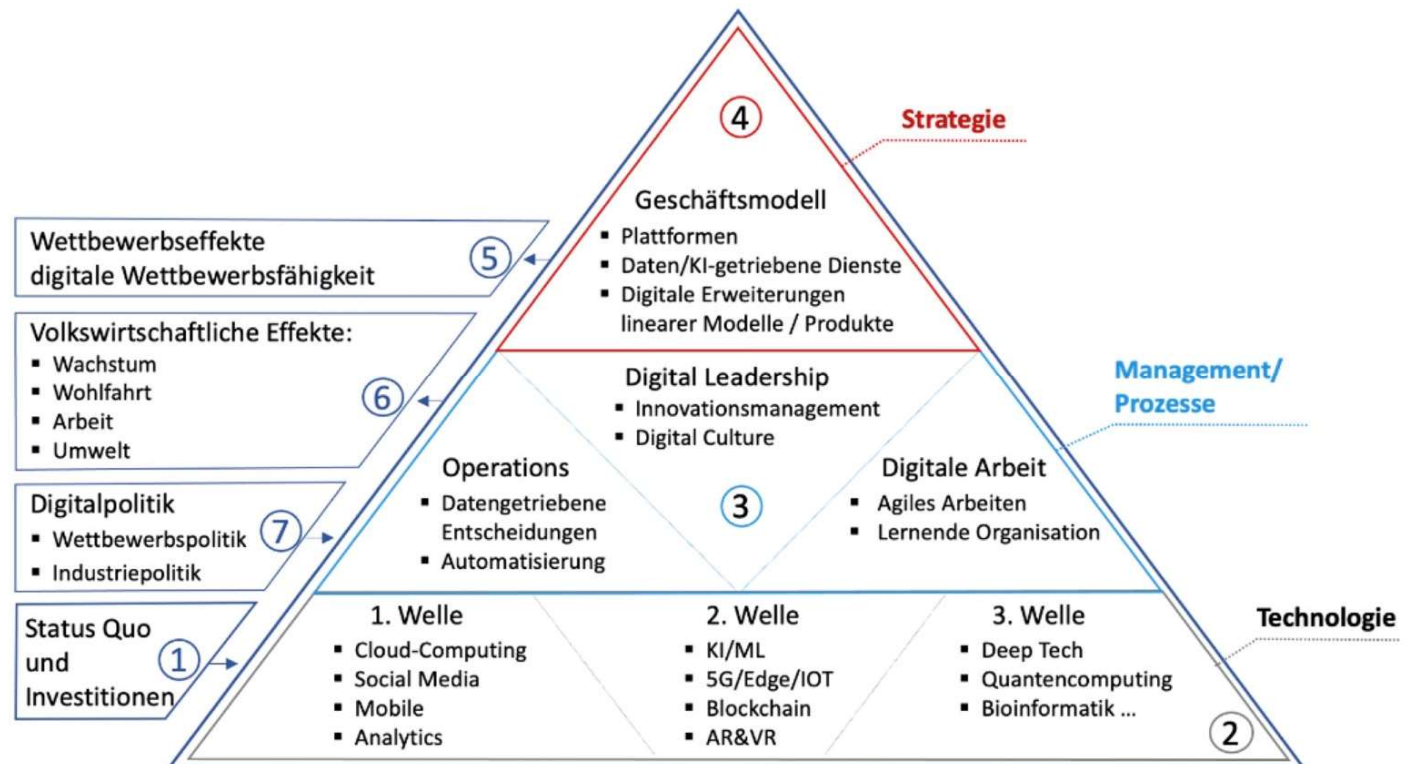 4
Strategie
Geschäftsmodell
▪ Plattformen
▪ Daten/KI-getriebene Dienste
▪ Digitale Erweiterungen
linearer Modelle / Produkte
Wettbewerbseffekte
digitale Wettbewerbsfähigkeit
5
Volkswirtschaftliche Effekte:
▪ Wachstum
▪ Wohlfahrt
▪ Arbeit
▪ Umwelt
6
Digital Leadership
▪ Innovationsmanagement
▪ Digital Culture
Management/
Prozesse
Operations
▪ Datengetriebene
Entscheidungen
▪ Automatisierung
3
Digitale Arbeit
▪ Agiles Arbeiten
▪ Lernende Organisation
Digitalpolitik
▪ Wettbewerbspolitik
▪ Industriepolitik
7
Status Quo
und
Investitionen
1
1. Welle
▪ Cloud-Computing
▪ Social Media
▪ Mobile
▪ Analytics
2. Welle
▪ KI/ML
▪ 5G/Edge/IOT
▪ Blockchain
▪ AR&VR
3. Welle
▪ Deep Tech
▪ Quantencomputing
▪ Bioinformatik ...
Technologie
2